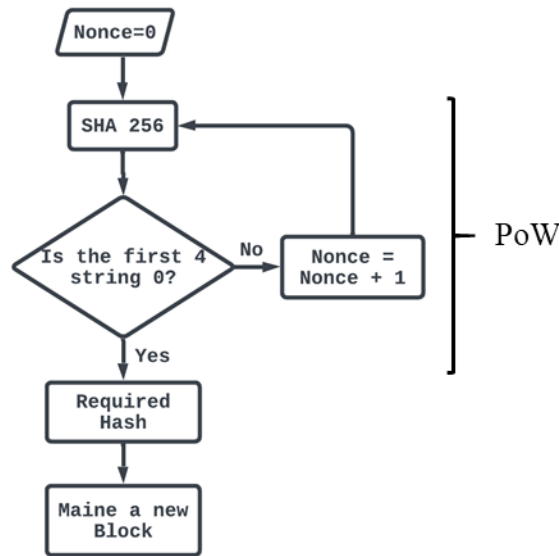 Nonce=0
SHA 256
Is the first 4
string 0?
No
Nonce =
Nonce + 1
PoW
Yes
Required
Hash
Maine a new
Block